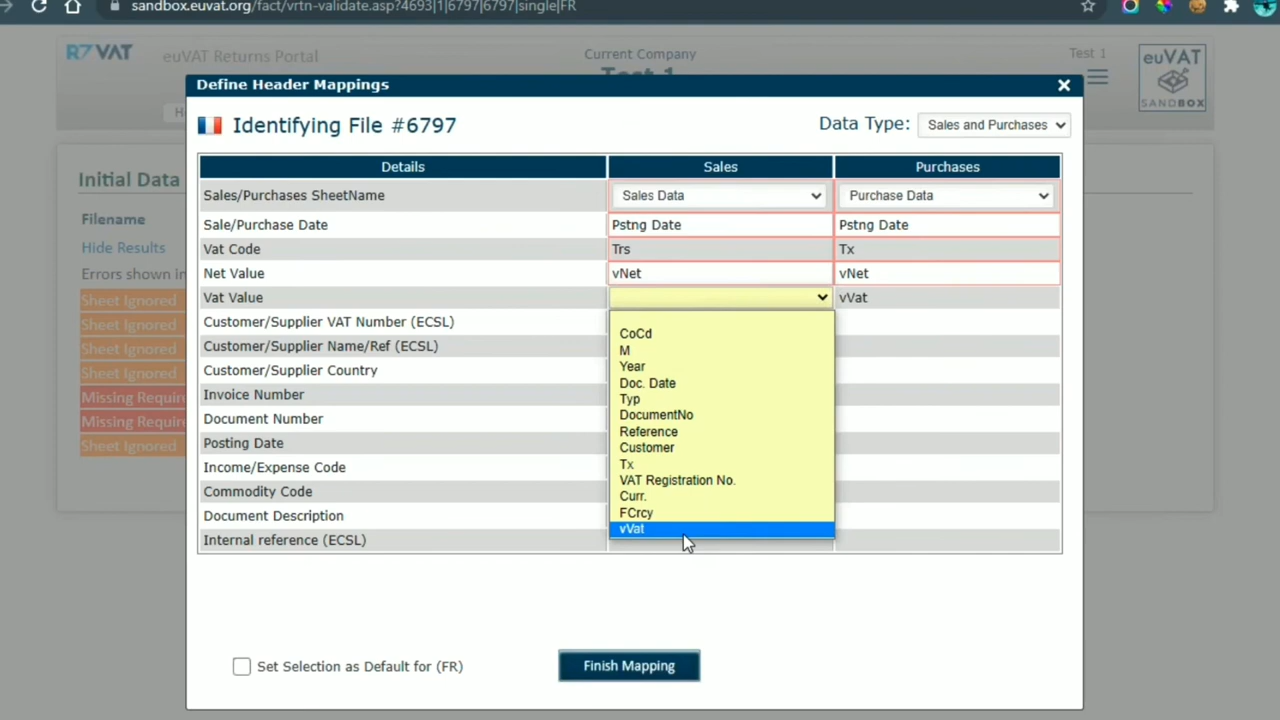 sandbox.euvat.org/fact/vrtn-validate.asp?4693|1|6797|6797|single|FR
R7 VAT
euVAT Returns Portal
Current Company
Test 1
Test 1
euVAT
SANDBOX
Define Header Mappings
Identifying File #6797
Data Type: Sales and Purchases
Details Sales Purchases
Sales/Purchases SheetName Sales Data Purchase Data
Sale/Purchase Date Pstng Date Pstng Date
Vat Code Trs Tx
Net Value vNet vNet
Vat Value vVat
Customer/Supplier VAT Number (ECSL)
Customer/Supplier Name/Ref (ECSL)
Customer/Supplier Country
Invoice Number
Document Number
Posting Date
Income/Expense Code
Commodity Code
Document Description
Internal reference (ECSL)
CoCd
M
Year
Doc. Date
Typ
DocumentNo
Reference
Customer
Tx
VAT Registration No.
Curr.
FCrcy
vVat
Set Selection as Default for (FR)
Finish Mapping
Initial Data
Filename
Hide Results
Errors shown in
Sheet Ignored
Sheet Ignored
Sheet Ignored
Sheet Ignored
Missing Require
Missing Require
Sheet Ignored